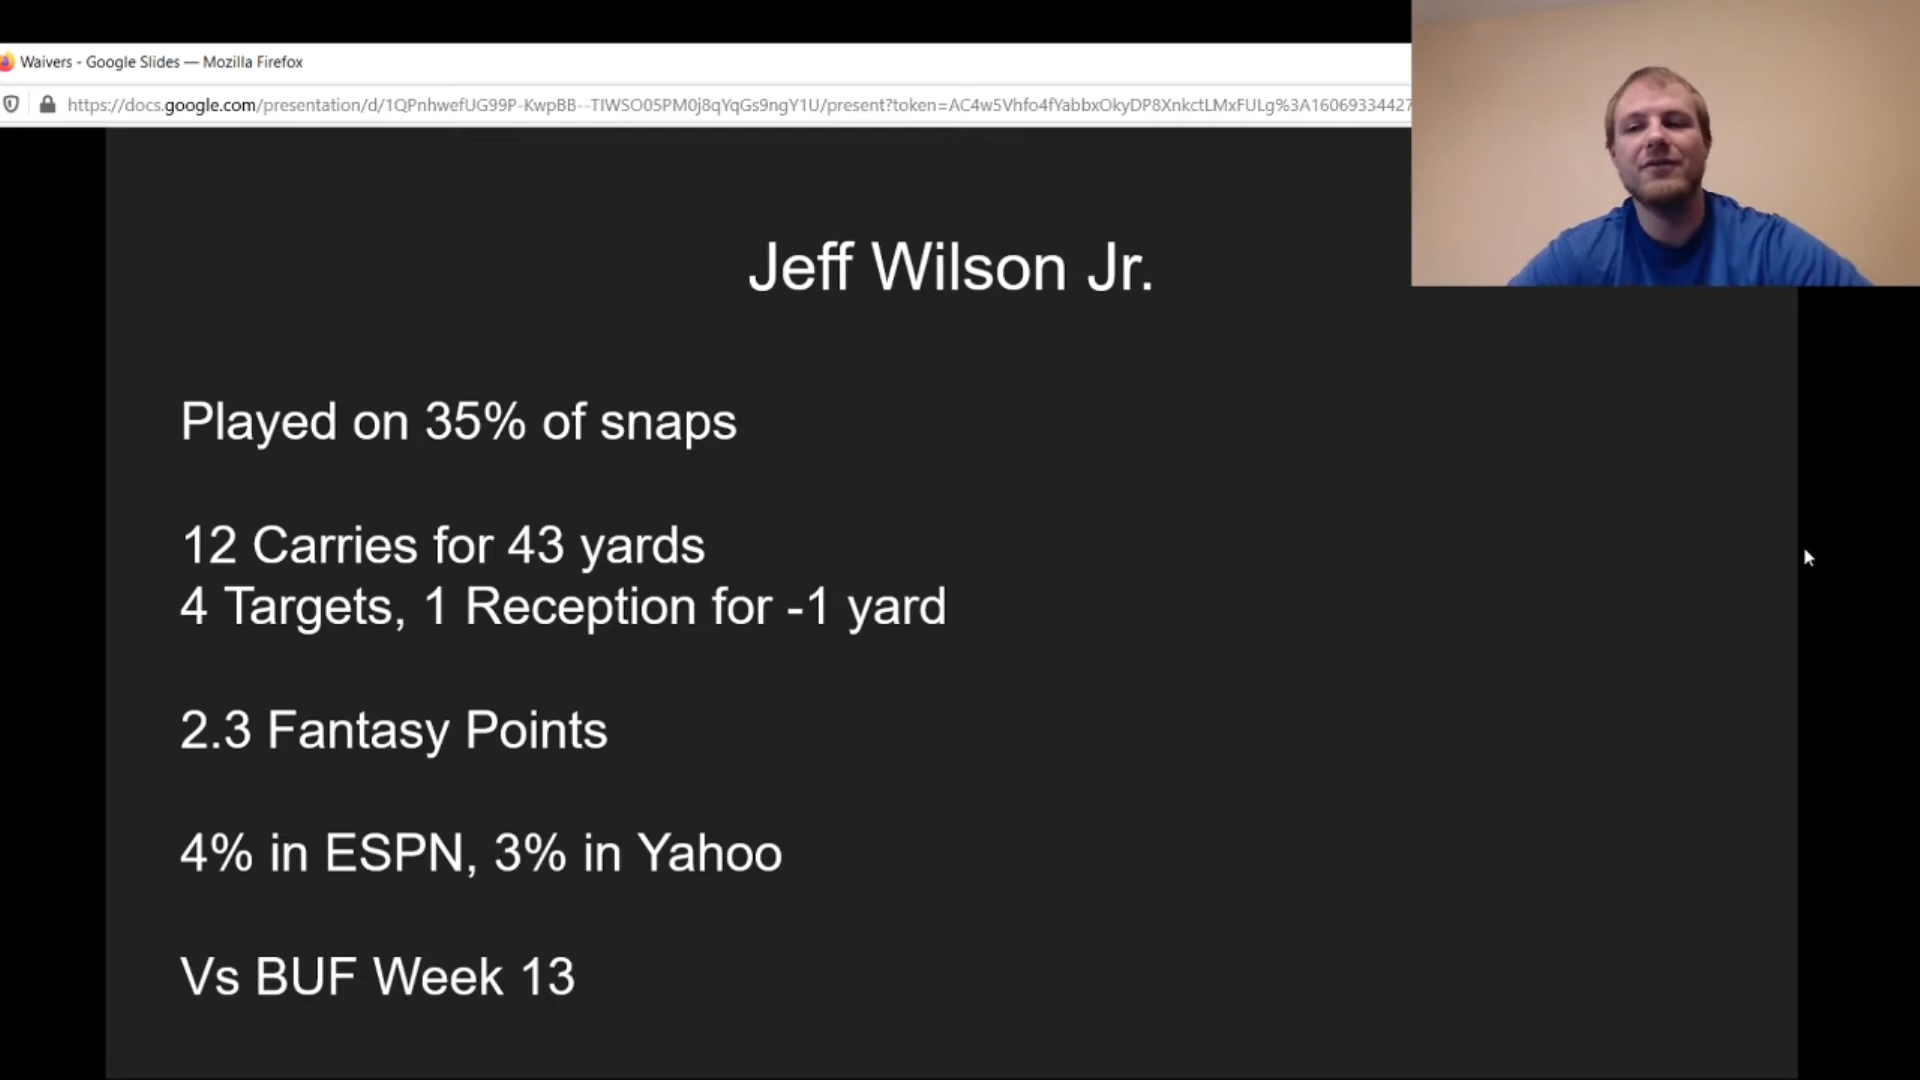 Waivers - Google Slides — Mozilla Firefox
https://docs.google.com/presentation/d/1QPnhwefUG99P-KwpBB--TIWSO05PM0j8qYqGs9ngY1U/present?token=AC4w5Vhfo4fYabbxOkyDP8XnkctLMxFULg%3A16069334427
Jeff Wilson Jr.
Played on 35% of snaps
12 Carries for 43 yards
4 Targets, 1 Reception for -1 yard
2.3 Fantasy Points
4% in ESPN, 3% in Yahoo
Vs BUF Week 13